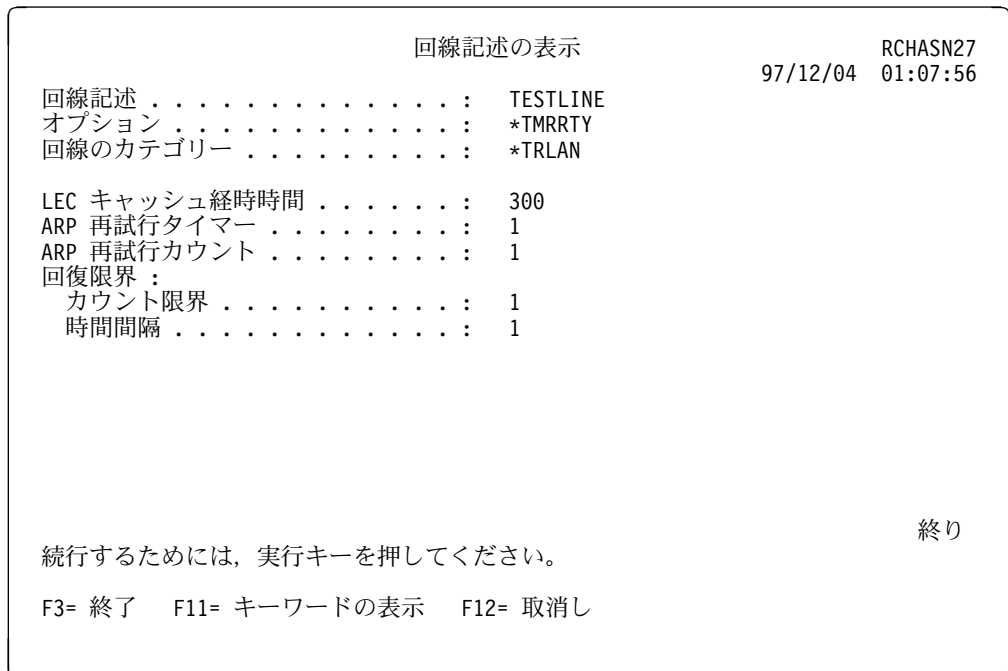 回線記述の表示 RCHASN27
97/12/04 01:07:56
回線記述 . . . . . . . . . . . . . . : TESTLINE
オプション . . . . . . . . . . . . . : *TMRRTY
回線のカテゴリー . . . . . . . . . . : *TRLAN
LEC キャッシュ経時時間 . . . . . . . : 300
ARP 再試行タイマー . . . . . . . . . : 1
ARP 再試行カウント . . . . . . . . . : 1
回復限界 :
カウント限界 . . . . . . . . . . . : 1
時間間隔 . . . . . . . . . . . . . : 1
終り
続行するためには, 実行キーを押してください。
F3= 終了 F11= キーワードの表示 F12= 取消し